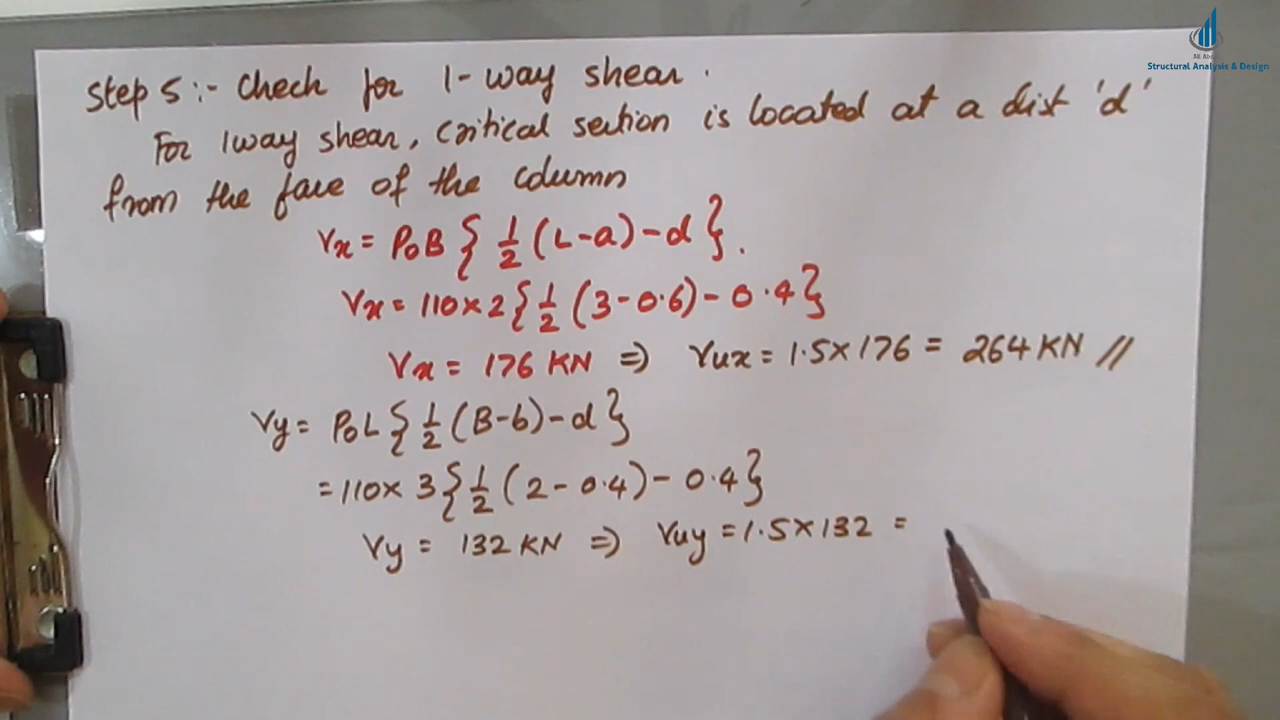 Step 5:- Check for 1-way shear.
For 1way shear, critical section is located at a dist 'd'
from the face of the column
Vx = P₀B { 1/2 (L-a) - d }.
Vx = 110 × 2 { 1/2 (3 - 0.6) - 0.4 }
Vx = 176 KN ⇒ Vux = 1.5 × 176 = 264 KN //
Vy = P₀L { 1/2 (B-b) - d }
= 110 × 3 { 1/2 (2 - 0.4) - 0.4 }
Vy = 132 KN ⇒ Vuy = 1.5 × 132 =
Structural Analysis & Design